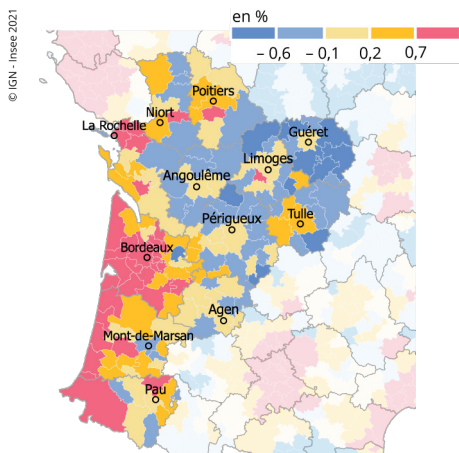 © IGN - Insee 2021
en %
– 0,6 – 0,1 0,2 0,7
Poitiers
Niort
La Rochelle
Guéret
Limoges
Angoulême
Périgueux
Tulle
Bordeaux
Agen
Mont-de-Marsan
Pau